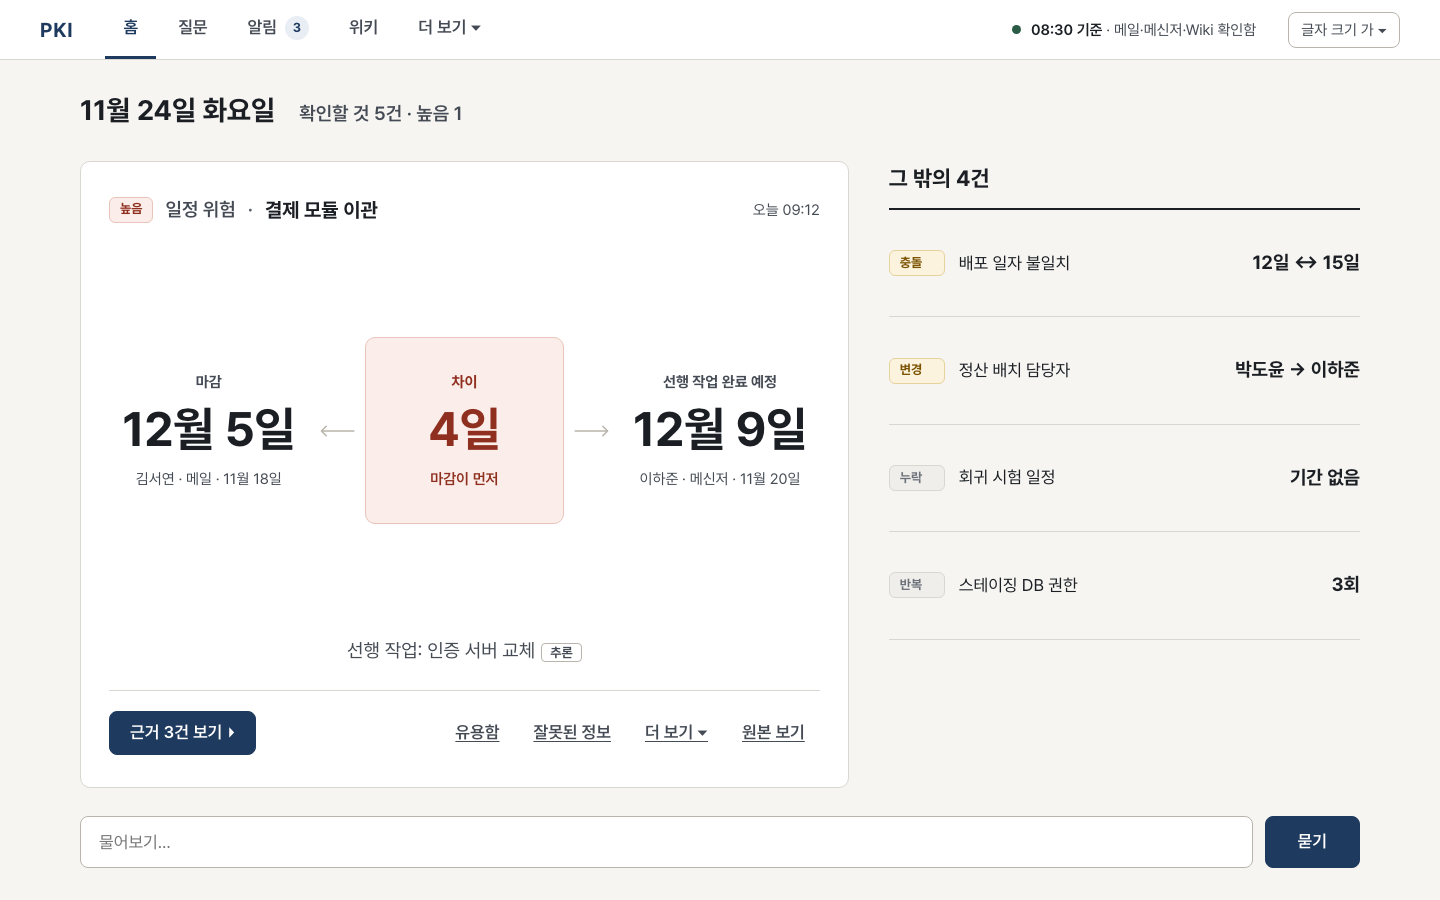 PKI 홈 질문 알림 3 위키 더 보기 08:30 기준 · 메일·메신저·Wiki 확인함 글자 크기 가
11월 24일 화요일 확인할 것 5건 · 높음 1
높음 일정 위험 · 결제 모듈 이관 오늘 09:12
마감
12월 5일
김서연 · 메일 · 11월 18일
차이
4일
마감이 먼저
선행 작업 완료 예정
12월 9일
이하준 · 메신저 · 11월 20일
선행 작업: 인증 서버 교체 추론
근거 3건 보기 유용함 잘못된 정보 더 보기 원본 보기
그 밖의 4건
충돌 배포 일자 불일치 12일 ↔ 15일
변경 정산 배치 담당자 박도윤 → 이하준
누락 회귀 시험 일정 기간 없음
반복 스테이징 DB 권한 3회
물어보기... 묻기